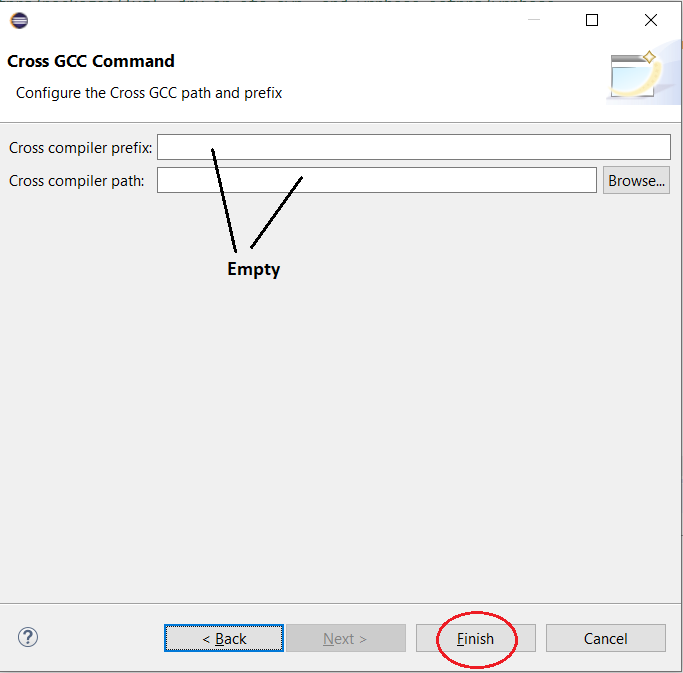 Cross GCC Command
Configure the Cross GCC path and prefix
Cross compiler prefix:
Cross compiler path:
Browse...
Empty
?
< Back
Next >
Finish
Cancel